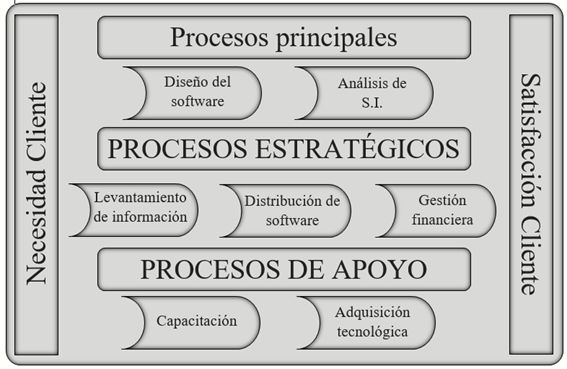 Necesidad Cliente
Procesos principales
Diseño del
software
Análisis de
S.I.
PROCESOS ESTRATÉGICOS
Levantamiento
de información
Distribución de
software
Gestión
financiera
PROCESOS DE APOYO
Capacitación
Adquisición
tecnológica
Satisfacción Cliente